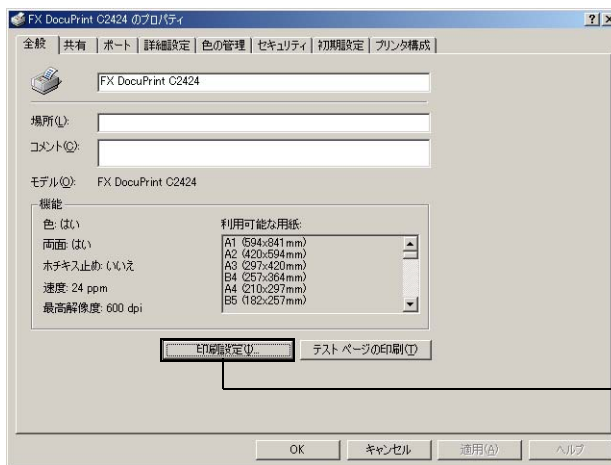 FX DocuPrint C2424 のプロパティ
全般 共有 ポート 詳細設定 色の管理 セキュリティ 初期設定 プリンタ構成
FX DocuPrint C2424
場所(L):
コメント(C):
モデル(O): FX DocuPrint C2424
機能
色: はい
両面: はい
ホチキス止め: いいえ
速度: 24 ppm
最高解像度: 600 dpi
利用可能な用紙:
A1 (594x841mm)
A2 (420x594mm)
A3 (297x420mm)
B4 (257x364mm)
A4 (210x297mm)
B5 (182x257mm)
印刷設定(I)... テスト ページの印刷(T)
OK キャンセル 適用(A) ヘルプ